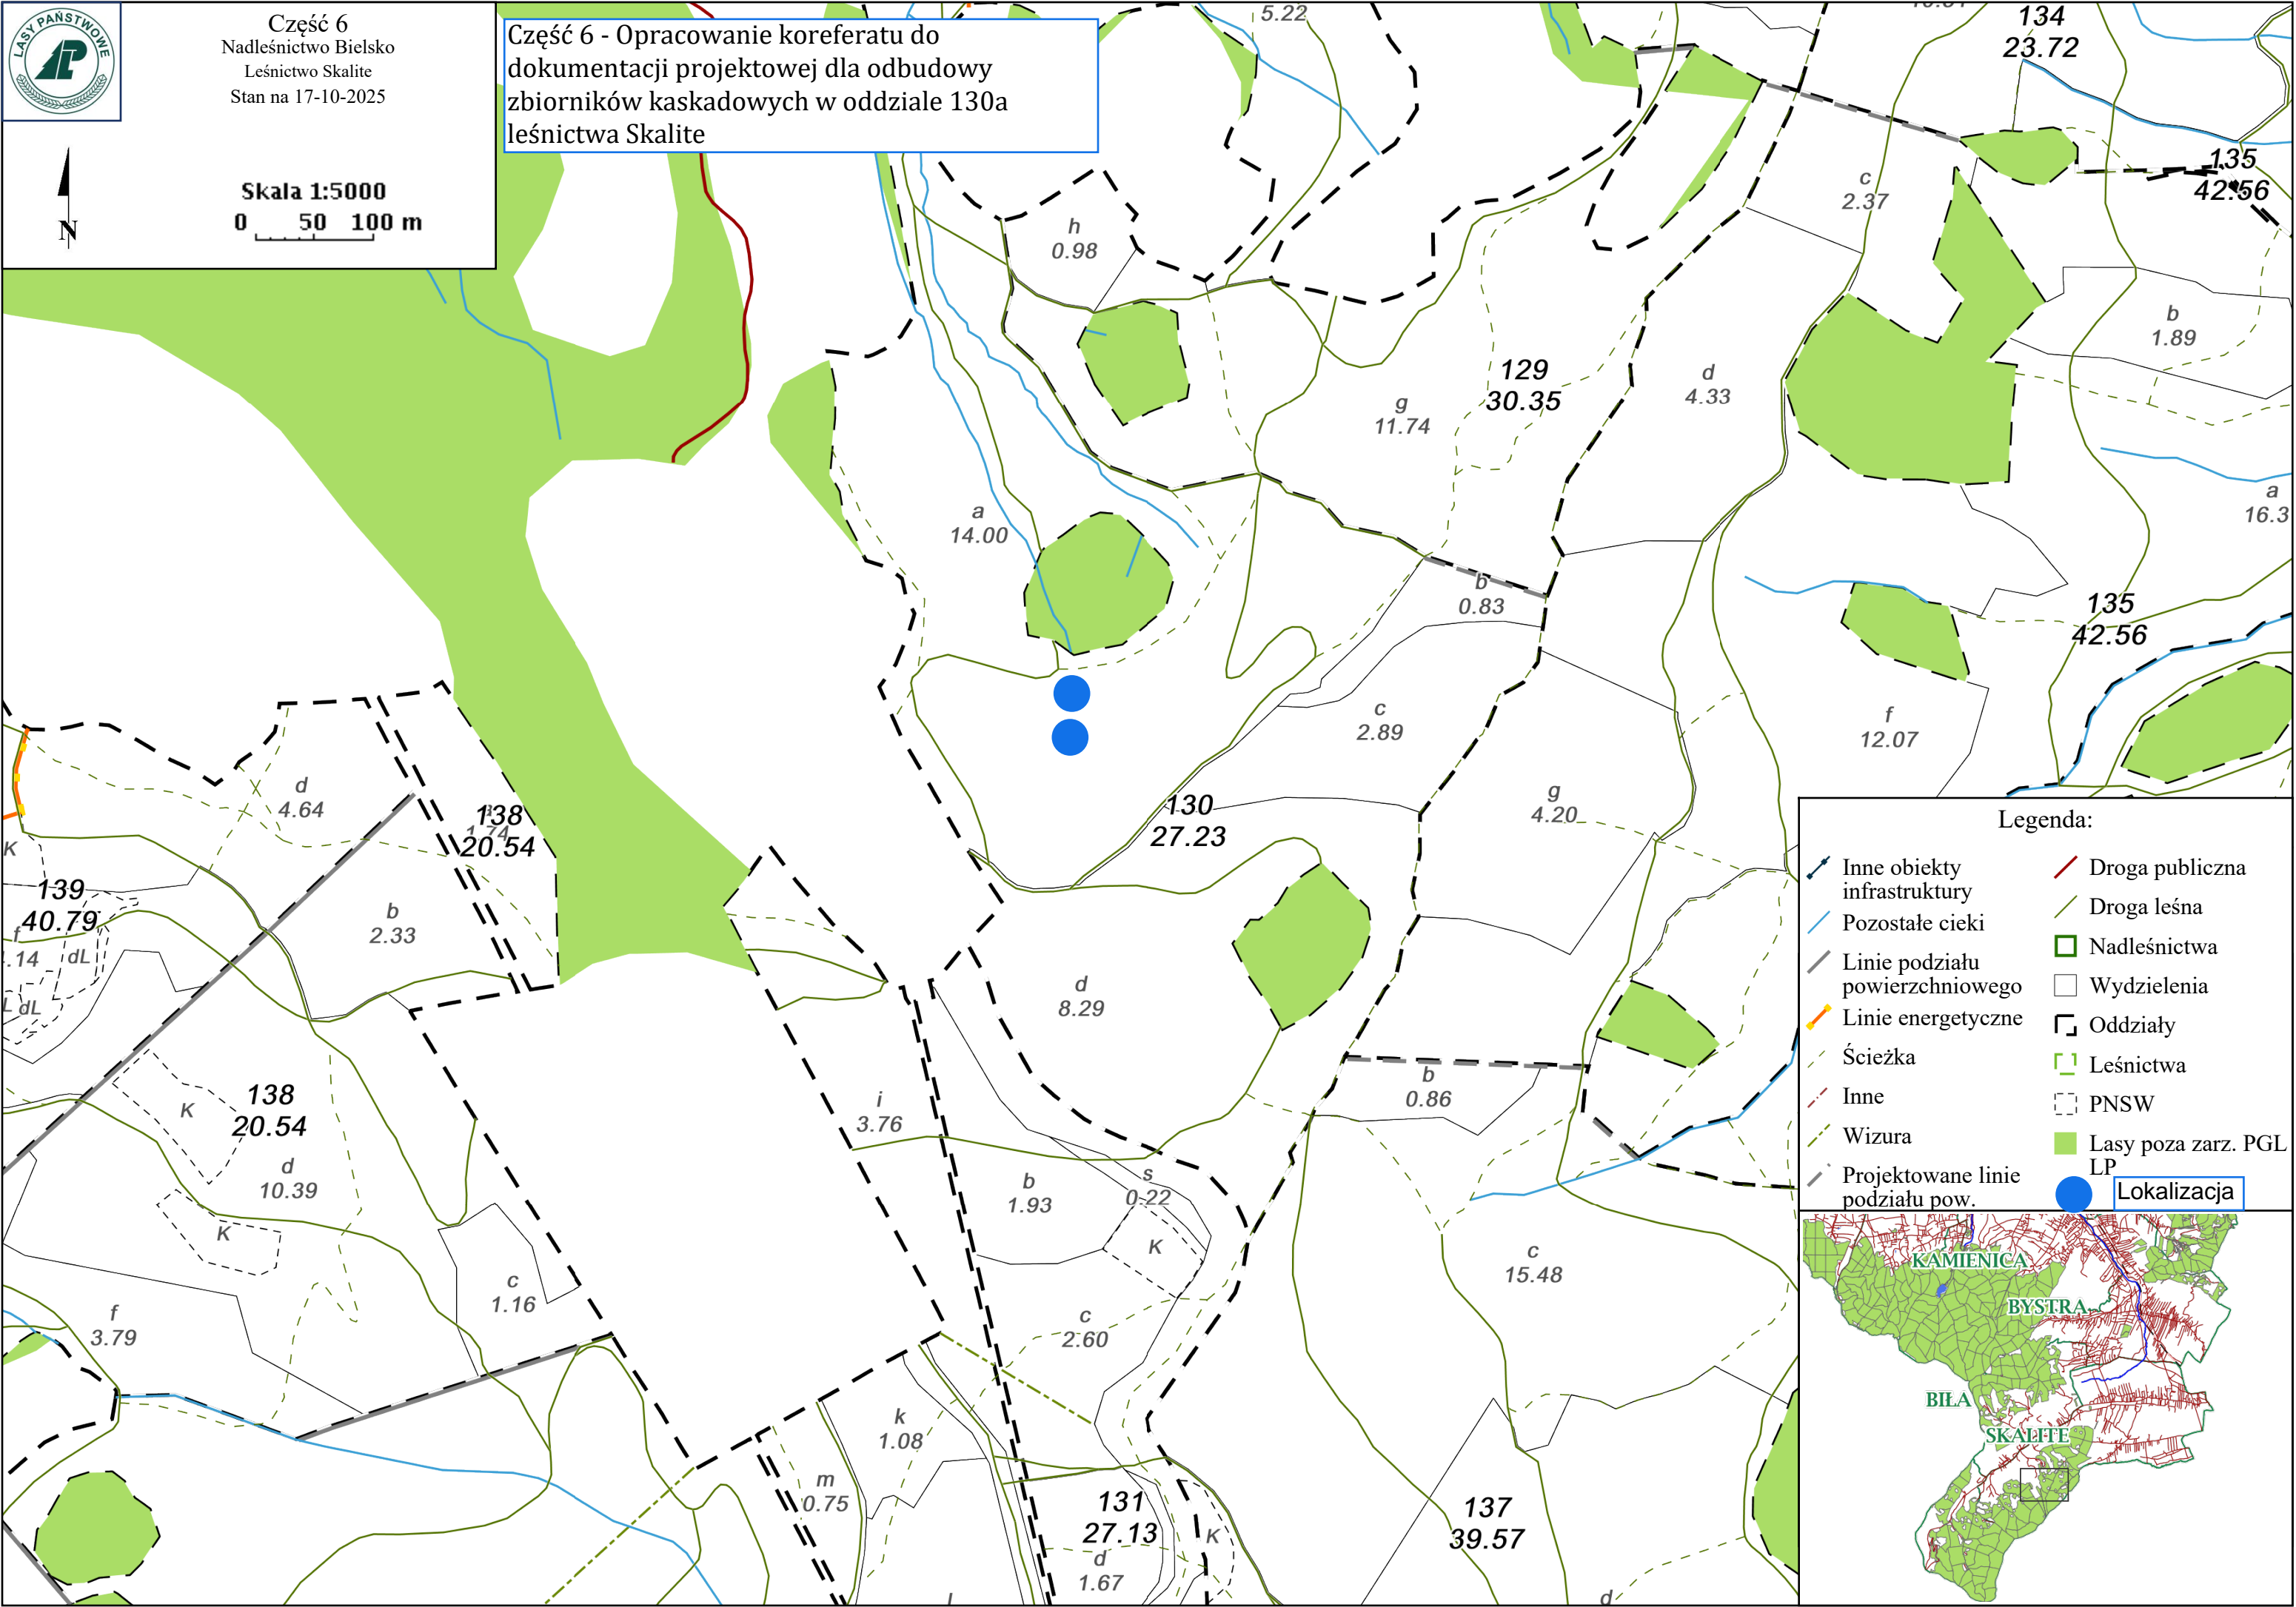 LASY PAŃSTWOWE
Część 6
Nadleśnictwo Bielsko
Leśnictwo Skalite
Stan na 17-10-2025
N
Skala 1:5000
0 50 100 m
Część 6 - Opracowanie koreferatu do
dokumentacji projektowej dla odbudowy
zbiorników kaskadowych w oddziale 130a
leśnictwa Skalite
5.22
134
23.72
135
42.56
c
2.37
h
0.98
b
1.89
129
30.35
d
4.33
g
11.74
a
14.00
a
16.3
b
0.83
135
42.56
c
2.89
f
12.07
d
4.64
138
20.54
1.74
130
27.23
g
4.20
K
139
40.79
b
2.33
f
.14
dL
L
dL
d
8.29
138
20.54
K
d
10.39
K
i
3.76
b
0.86
b
1.93
s
0.22
K
c
2.60
c
15.48
c
1.16
f
3.79
k
1.08
m
0.75
131
27.13
d
1.67
K
137
39.57
d
Legenda:
Inne obiekty
infrastruktury
Pozostałe cieki
Linie podziału
powierzchniowego
Linie energetyczne
Ścieżka
Inne
Wizura
Projektowane linie
podziału pow.
Droga publiczna
Droga leśna
Nadleśnictwa
Wydzielenia
Oddziały
Leśnictwa
PNSW
Lasy poza zarz. PGL
LP
Lokalizacja
KAMIENICA
BYSTRA
BIŁA
SKALITE